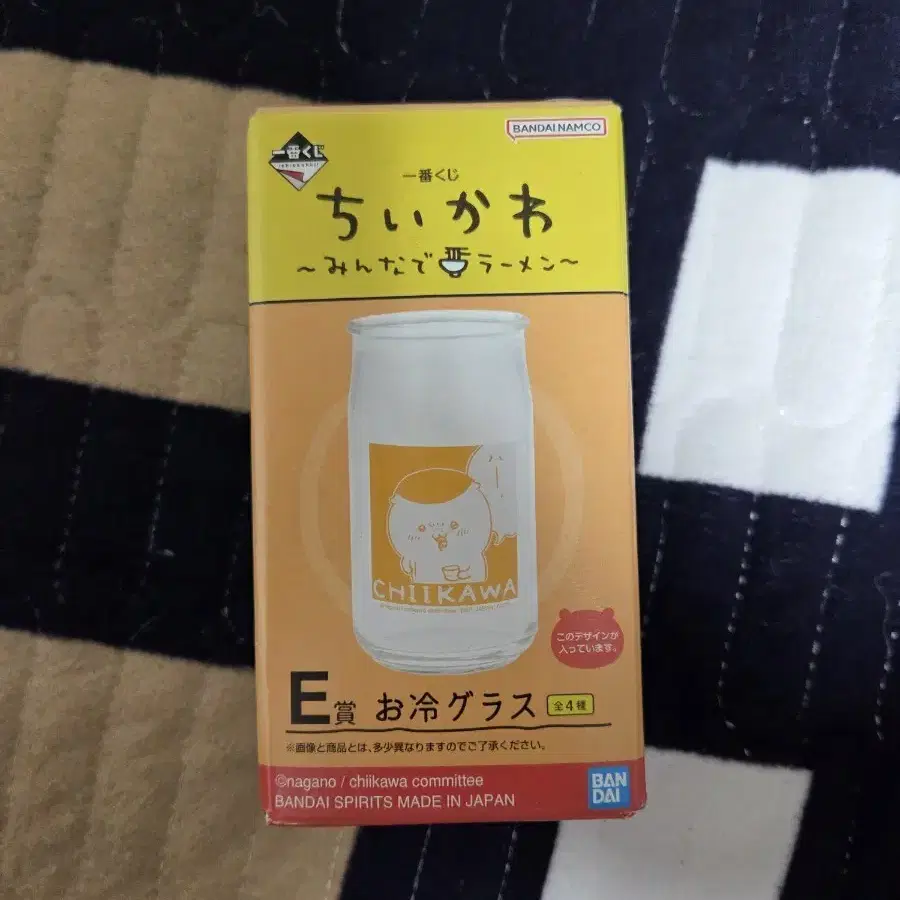 BANDAI NAMCO
一番くじ
一番くじ
ちいかわ
~みんなでラーメン~
CHIIKAWA
このデザインが
入っています。
E賞 お冷グラス 全4種
※画像と商品とは、多少異なりますのでご了承ください。
©nagano / chiikawa committee
BANDAI SPIRITS MADE IN JAPAN
BAN
DAI